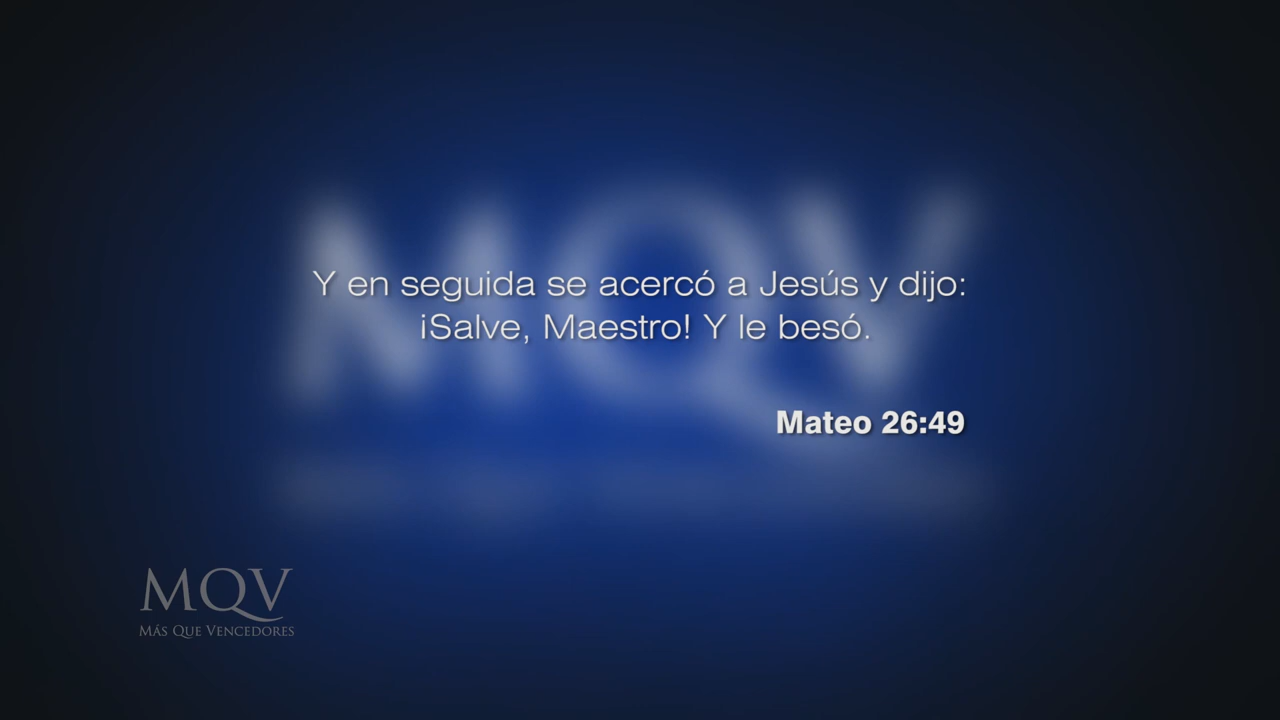 Y en seguida se acercó a Jesús y dijo:
¡Salve, Maestro! Y le besó.
Mateo 26:49
MQV
MÁS QUE VENCEDORES